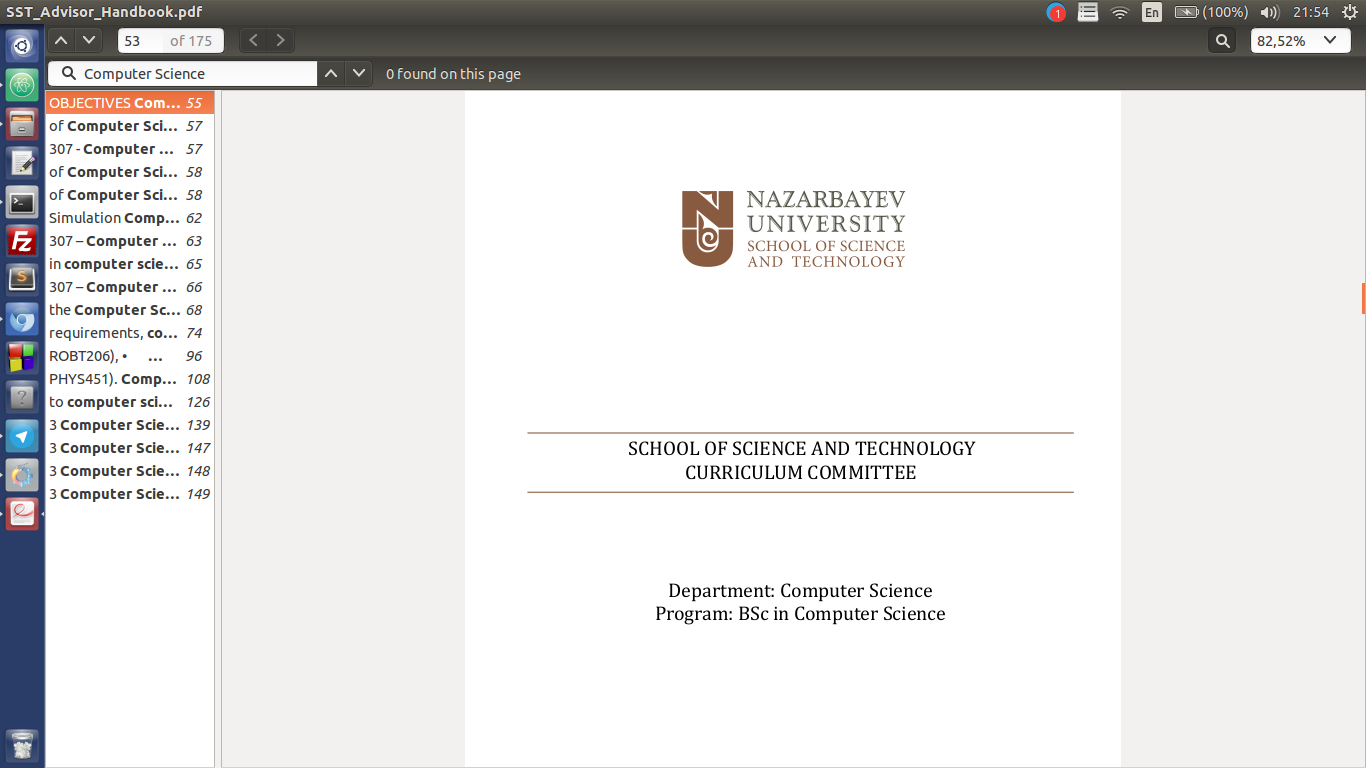 SST_Advisor_Handbook.pdf
1
En
(100%)
21:54
53 of 175
82,52%
Computer Science
0 found on this page
OBJECTIVES Com... 55
of Computer Sci... 57
307 - Computer ... 57
of Computer Sci... 58
of Computer Sci... 58
Simulation Comp... 62
307 – Computer ... 63
in computer scie... 65
307 – Computer ... 66
the Computer Sc... 68
requirements, co... 74
ROBT206), • ... 96
PHYS451). Comp... 108
to computer sci... 126
3 Computer Scie... 139
3 Computer Scie... 147
3 Computer Scie... 148
3 Computer Scie... 149
NAZARBAYEV
UNIVERSITY
SCHOOL OF SCIENCE
AND TECHNOLOGY
SCHOOL OF SCIENCE AND TECHNOLOGY
CURRICULUM COMMITTEE
Department: Computer Science
Program: BSc in Computer Science
Fz
S